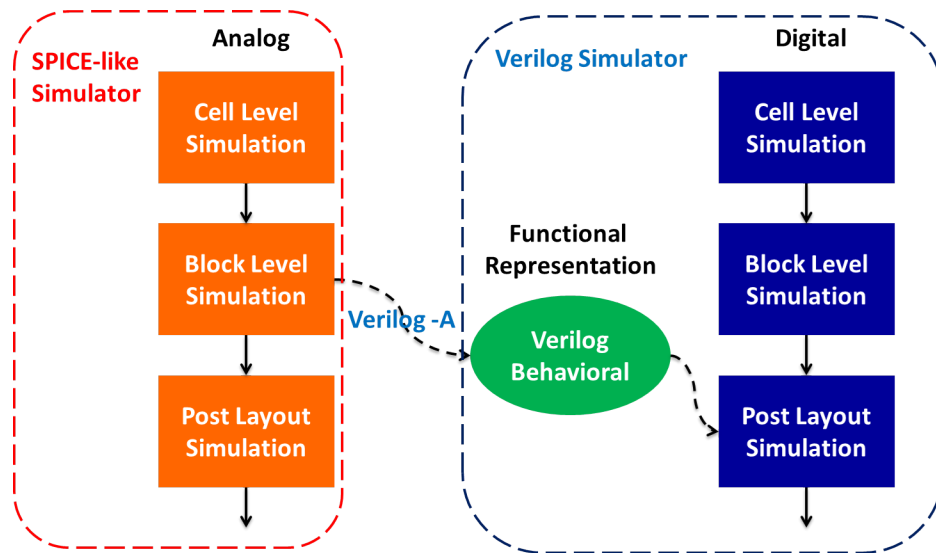 Analog
SPICE-like
Simulator
Cell Level
Simulation
Block Level
Simulation
Post Layout
Simulation
Verilog -A
Digital
Verilog Simulator
Functional
Representation
Verilog
Behavioral
Cell Level
Simulation
Block Level
Simulation
Post Layout
Simulation